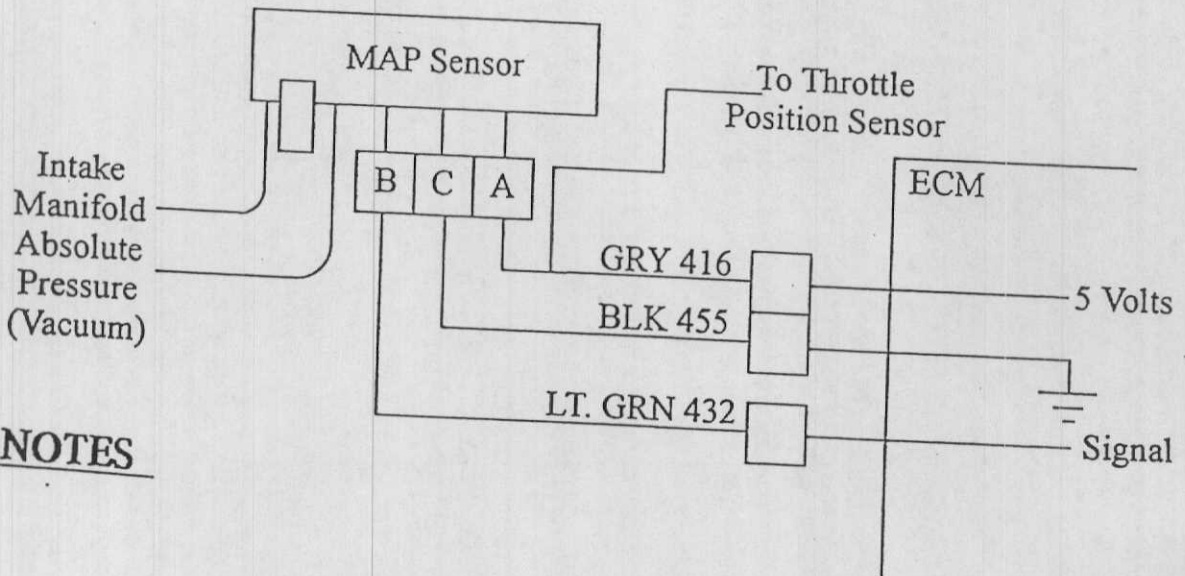 MAP Sensor
To Throttle
Position Sensor
Intake
Manifold
Absolute
Pressure
(Vacuum)
B C A
ECM
GRY 416
5 Volts
BLK 455
LT. GRN 432
Signal
NOTES